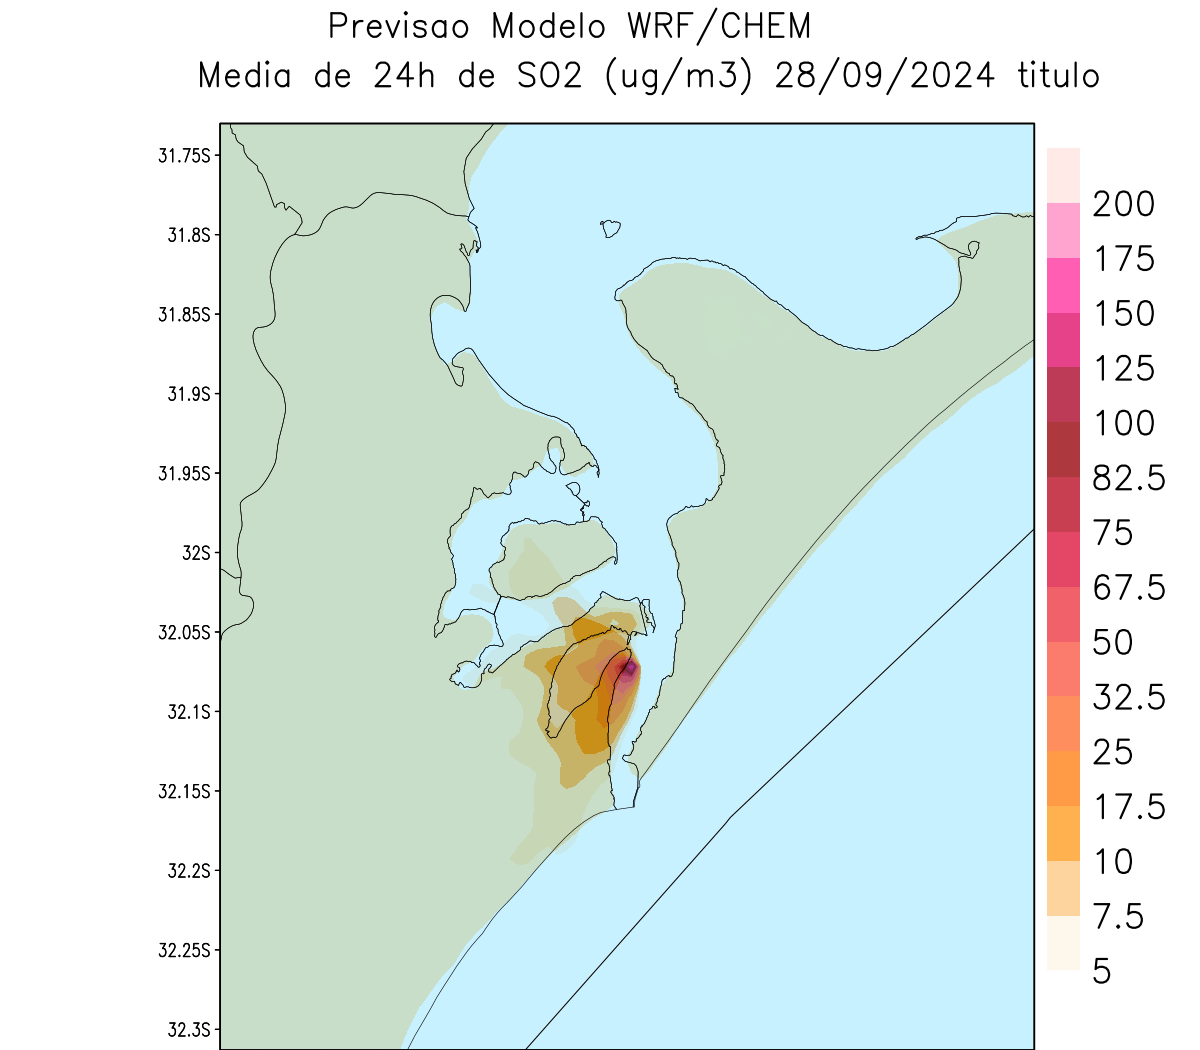 Previsao Modelo WRF/CHEM
Media de 24h de SO2 (ug/m3) 28/09/2024 titulo
31.75S
31.8S
31.85S
31.9S
31.95S
32S
32.05S
32.1S
32.15S
32.2S
32.25S
32.3S
200
175
150
125
100
82.5
75
67.5
50
32.5
25
17.5
10
7.5
5